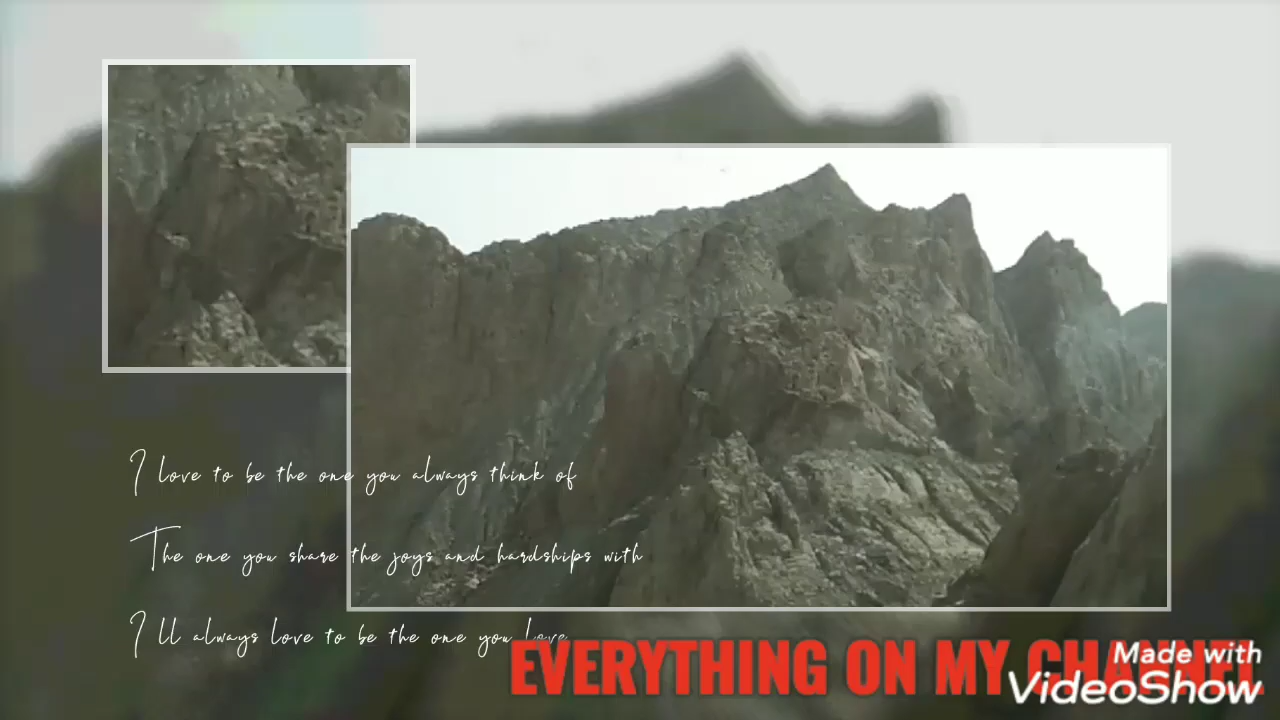 I love to be the one you always think of
The one you share the joys and hardships with
I ll always love to be the one you love
EVERYTHING ON MY CHANNEL
Made with
VideoShow